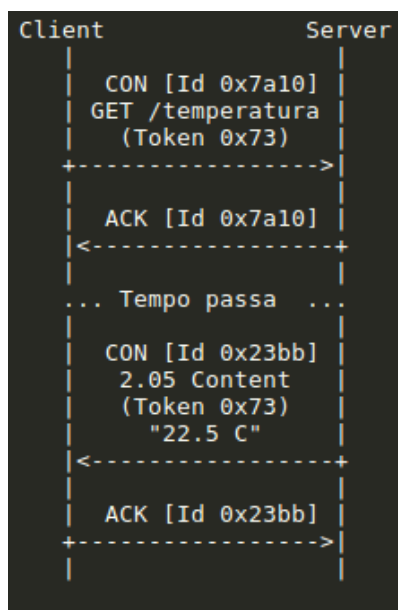 Client Server
CON [Id 0x7a10]
GET /temperatura
(Token 0x73)
ACK [Id 0x7a10]
... Tempo passa ...
CON [Id 0x23bb]
2.05 Content
(Token 0x73)
"22.5 C"
ACK [Id 0x23bb]